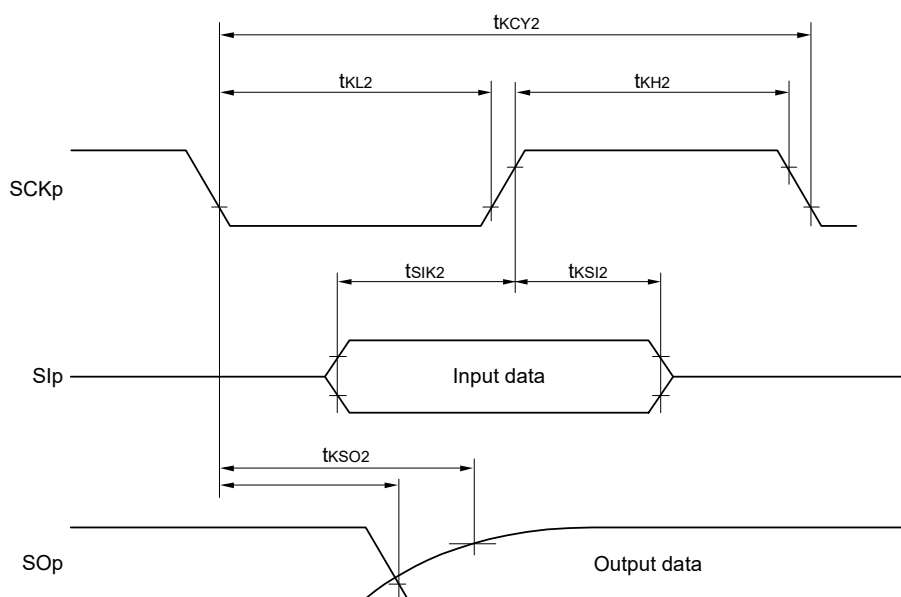 tKCY2
tKL2
tKH2
SCKp
tSIK2
tKSI2
SIp
Input data
tKSO2
SOp
Output data